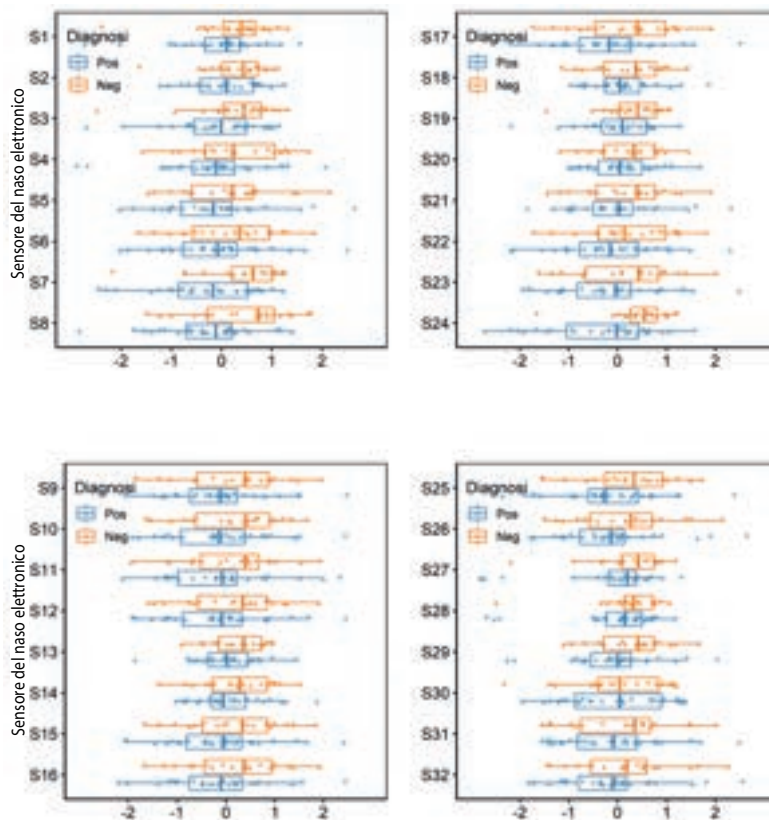 Sensore del naso elettronico
Diagnosi
Pos
Neg
S1
S2
S3
S4
S5
S6
S7
S8
-2 -1 0 1 2
Diagnosi
Pos
Neg
S17
S18
S19
S20
S21
S22
S23
S24
-2 -1 0 1 2
Sensore del naso elettronico
Diagnosi
Pos
Neg
S9
S10
S11
S12
S13
S14
S15
S16
-2 -1 0 1 2
Diagnosi
Pos
Neg
S25
S26
S27
S28
S29
S30
S31
S32
-3 -2 -1 0 1 2